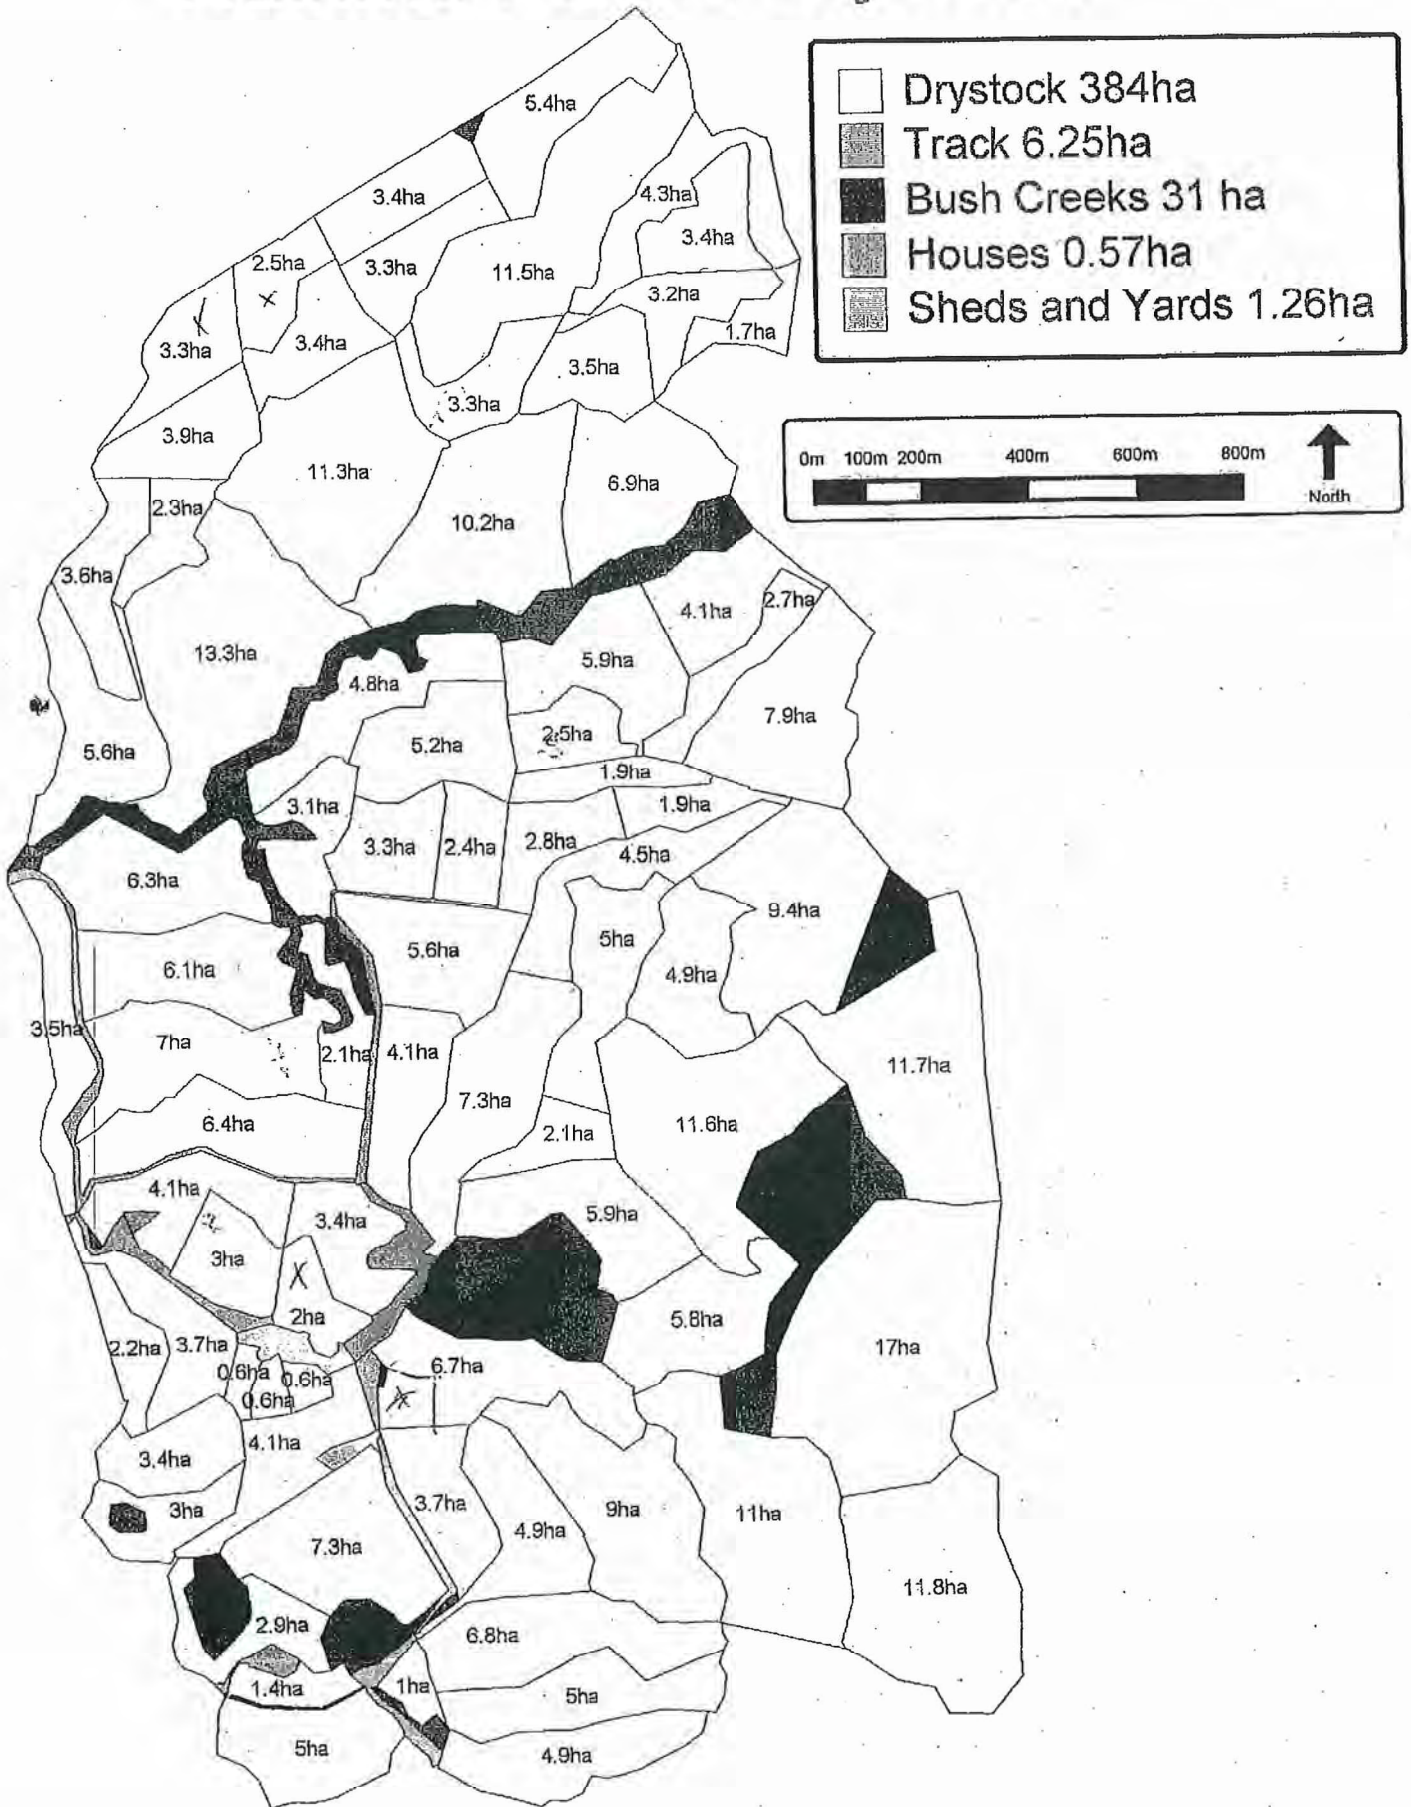 Drystock 384ha
Track 6.25ha
Bush Creeks 31 ha
Houses 0.57ha
Sheds and Yards 1.26ha
0m 100m 200m 400m 600m 800m
North
5.4ha
3.4ha
4.3ha
3.4ha
2.5ha
3.3ha
11.5ha
3.2ha
3.3ha
3.4ha
1.7ha
3.5ha
3.3ha
3.9ha
11.3ha
6.9ha
2.3ha
10.2ha
3.6ha
4.1ha
2.7ha
13.3ha
5.9ha
4.8ha
7.9ha
5.6ha
5.2ha
2.5ha
1.9ha
3.1ha
1.9ha
3.3ha
2.4ha
2.8ha
4.5ha
6.3ha
9.4ha
5.6ha
5ha
6.1ha
4.9ha
3.5ha
7ha
2.1ha
4.1ha
11.7ha
7.3ha
6.4ha
2.1ha
11.6ha
4.1ha
3.4ha
5.9ha
3ha
X
2ha
5.8ha
2.2ha
3.7ha
17ha
6.7ha
0.6ha
0.6ha
0.6ha
4.1ha
3.4ha
3ha
3.7ha
9ha
11ha
4.9ha
7.3ha
11.8ha
2.9ha
6.8ha
1.4ha
1ha
5ha
5ha
4.9ha